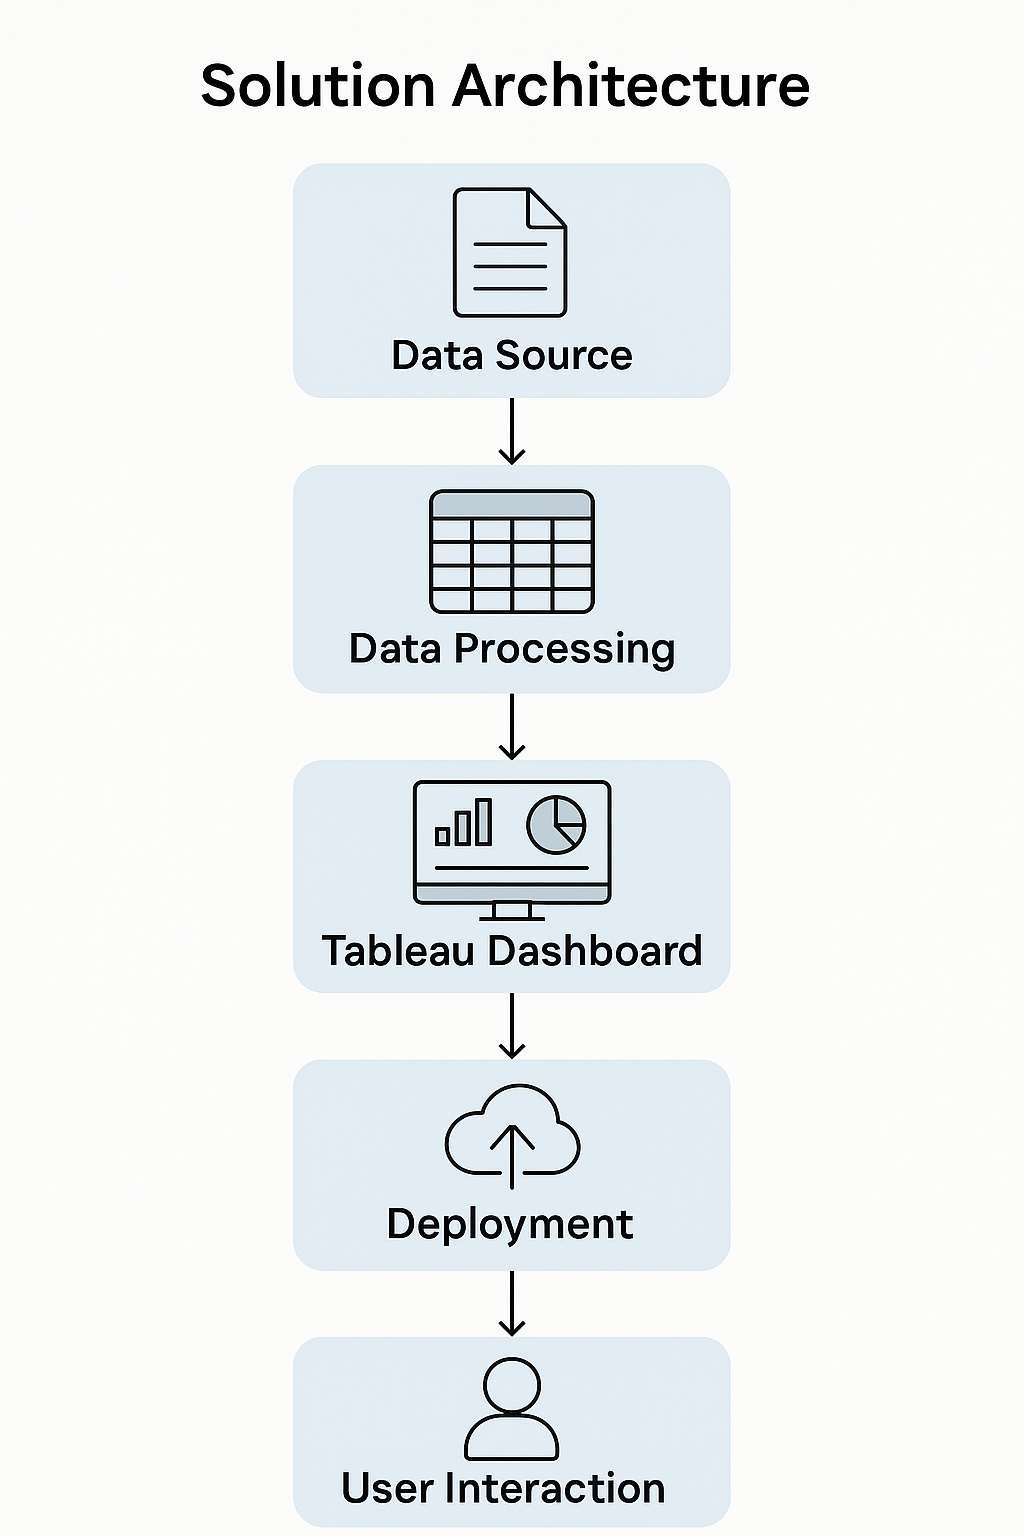 Solution Architecture
Data Source
Data Processing
Tableau Dashboard
Deployment
User Interaction